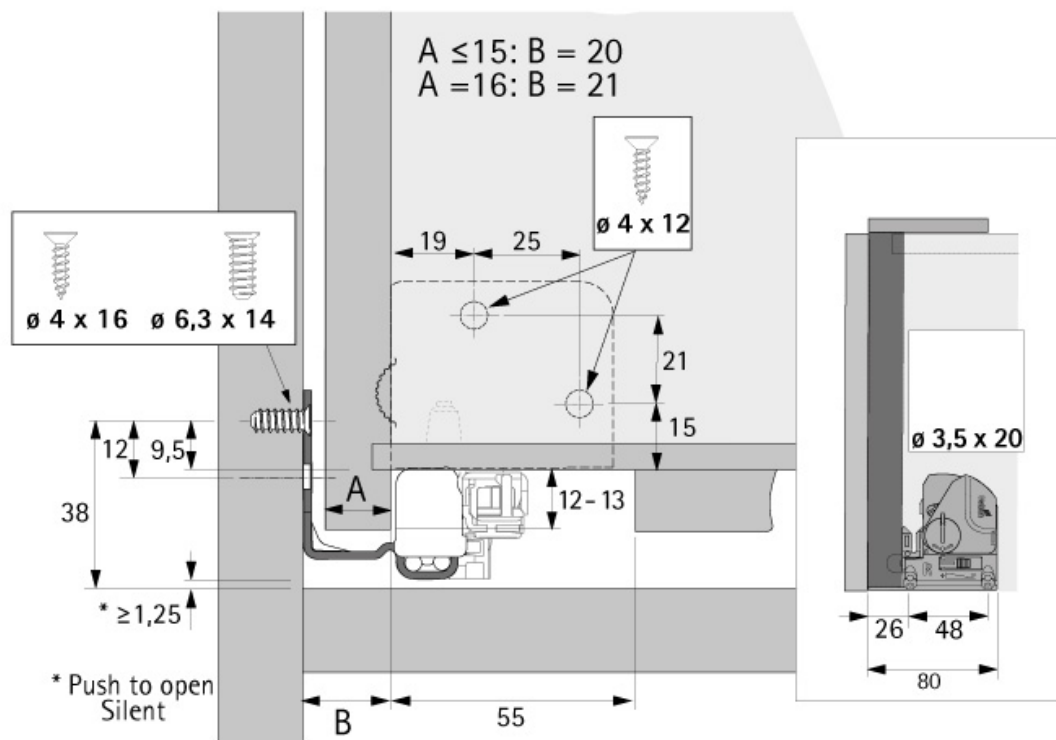 A ≤15: B = 20
A =16: B = 21
ø 4 x 12
19
25
ø 4 x 16
ø 6,3 x 14
21
15
ø 3,5 x 20
12
9,5
A
12-13
38
* ≥1,25
26
48
80
* Push to open
Silent
B
55